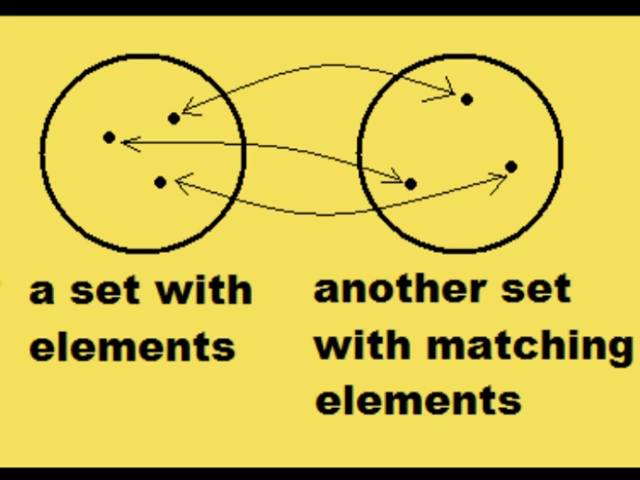 a set with
elements
another set
with matching
elements